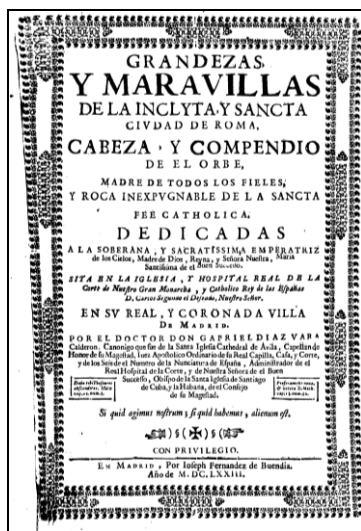 GRANDEZAS,
Y MARAVILLAS
DE LA INCLYTA, Y SANCTA
CIVDAD DE ROMA,
CABEZA, Y COMPENDIO
DE EL ORBE,
MADRE DE TODOS LOS FIELES,
Y ROCA INEXPVGNABLE DE LA SANCTA
FEE CATHOLICA,
DEDICADAS
A LA SOBERANA, Y SACRATISSIMA EMPERATRIZ
de los Cielos, Madre de Dios, Reyna, y Señora Nuestra, Maria
Santissima de el Buen Sucesso.
SITA EN LA IGLESIA, Y HOSPITAL REAL DE LA
Corte de Nuestro Gran Monarcha, y Catholico Rey de las Españas
D. Carlos Segundo el Deseado, Nuestro Señor,
EN SV REAL, Y CORONADA VILLA
DE MADRID.
POR EL DOCTOR DON GAPRIEL DIAZ VARA
Calderon, Canonigo que fue de la Santa Iglesia Cathedral de Avila, Capellan de
Honor de su Magestad, Juez Apostolico Ordinario de su Real Capilla, Casa, y Corte,
y de los Seis de el Numero de la Nunciatura de España, Administrador de el
Real Hospital de la Corte, y de Nuestra Señora de el Buen
Sucesso, Obispo de la Santa Iglesia de Santiago
de Cuba, y la Habana, de el Consejo
de su Magestad.
Si quid agimus nostrum, si quid habemus, alienum est.
CON PRIVILEGIO.
EN MADRID, Por Ioseph Fernandez de Buendia.
Año de M.DC.LXXIII.